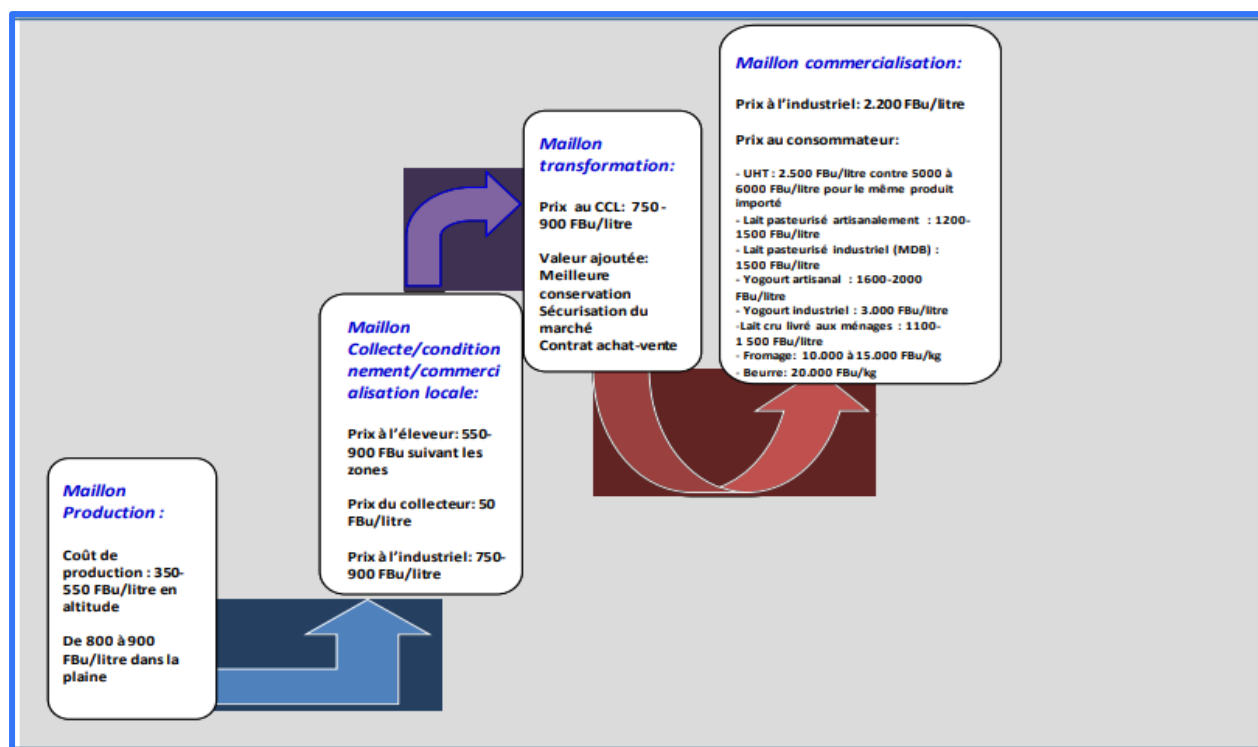 Maillon
Production :
Coût de
production : 350-
550 FBu/litre en
altitude
De 800 à 900
FBu/litre dans la
plaine
Maillon
Collecte/condition
nement/commerci
alisation locale:
Prix à l'éleveur: 550-
900 FBu suivant les
zones
Prix du collecteur: 50
FBu/litre
Prix à l'industriel: 750-
900 FBu/litre
Maillon
transformation:
Prix au CCL: 750-
900 FBu/litre
Valeur ajoutée:
Meilleure
conservation
Sécurisation du
marché
Contrat achat-vente
Maillon commercialisation:
Prix à l'industriel: 2.200 FBu/litre
Prix au consommateur:
- UHT : 2.500 FBu/litre contre 5000 à
6000 FBu/litre pour le même produit
importé
- Lait pasteurisé artisanalement : 1200-
1500 FBu/litre
- Lait pasteurisé industriel (MDB) :
1500 FBu/litre
- Yogourt artisanal : 1600-2000
FBu/litre
- Yogourt industriel : 3.000 FBu/litre
-Lait cru livré aux ménages : 1100-
1 500 FBu/litre
- Fromage: 10.000 à 15.000 FBu/kg
- Beurre: 20.000 FBu/kg